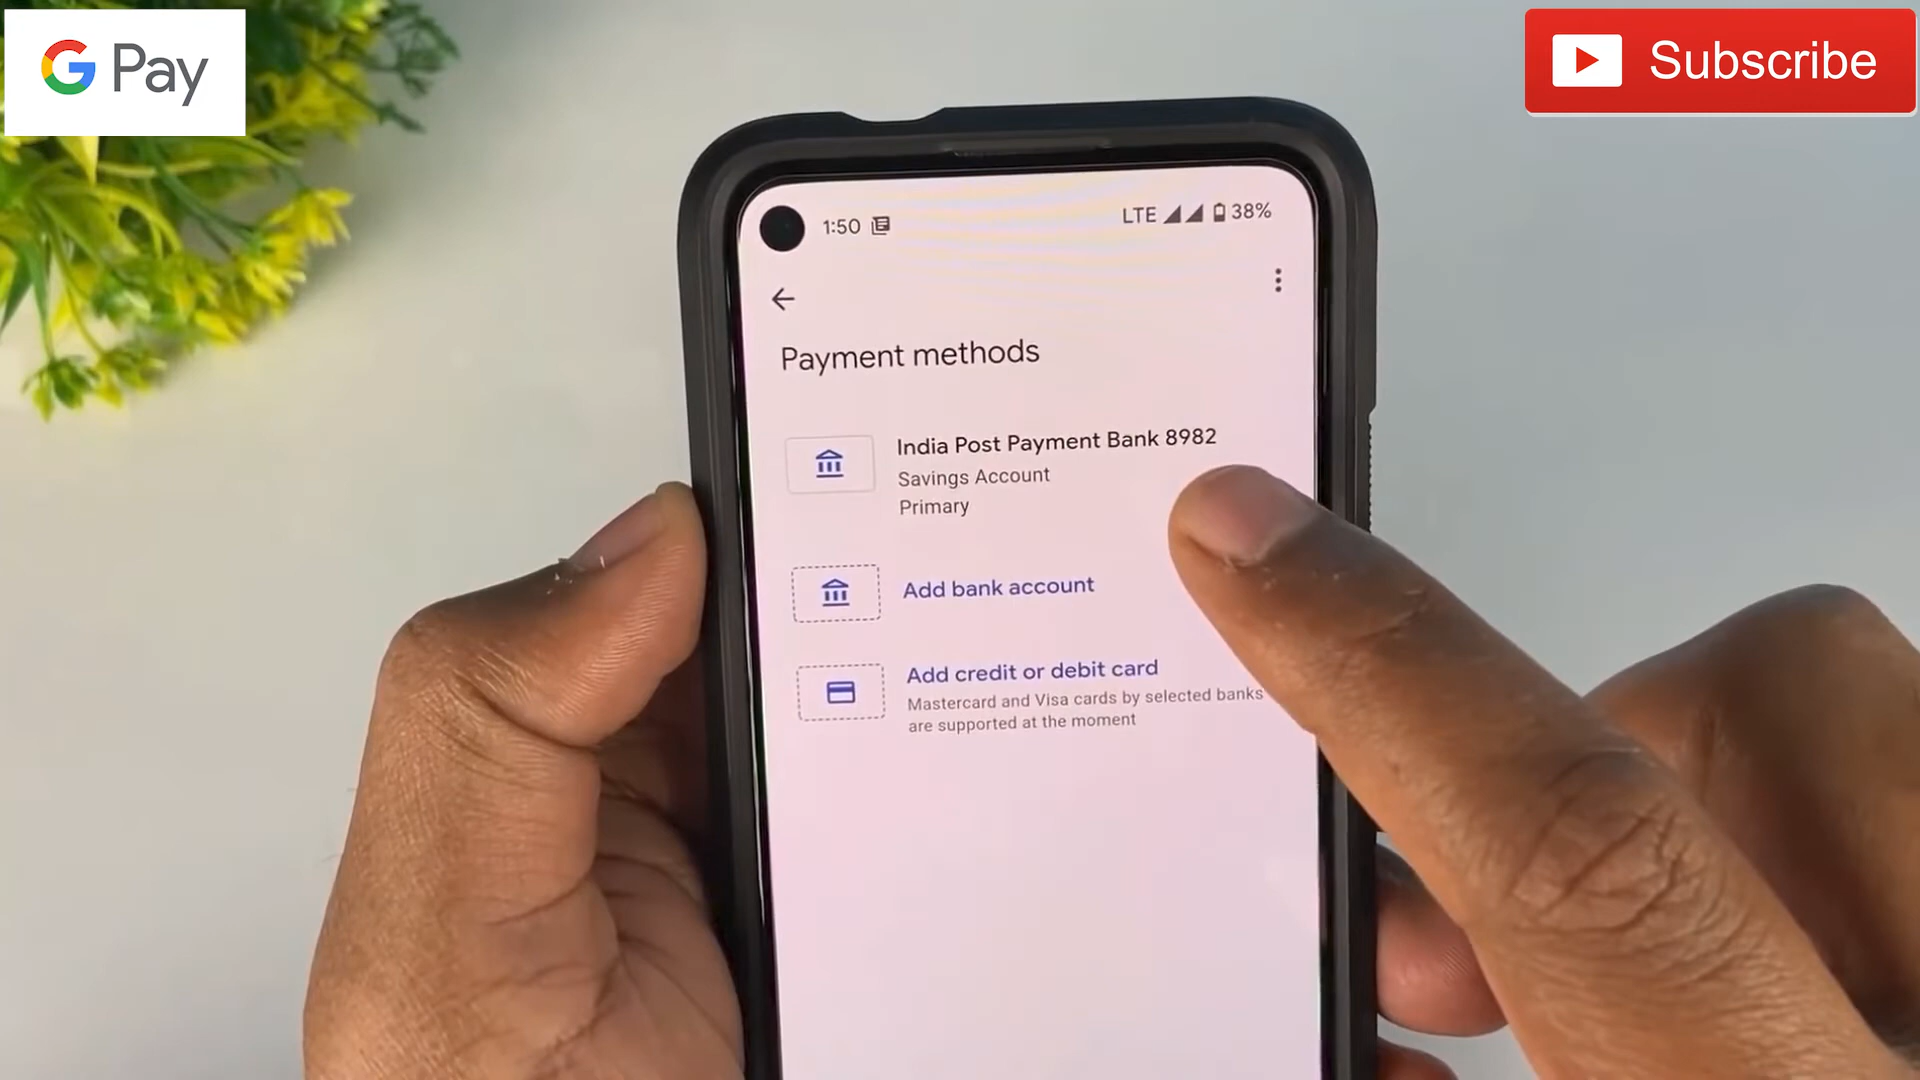 G Pay
Subscribe
1:50
LTE 38%
Payment methods
India Post Payment Bank 8982
Savings Account
Primary
Add bank account
Add credit or debit card
Mastercard and Visa cards by selected banks
are supported at the moment